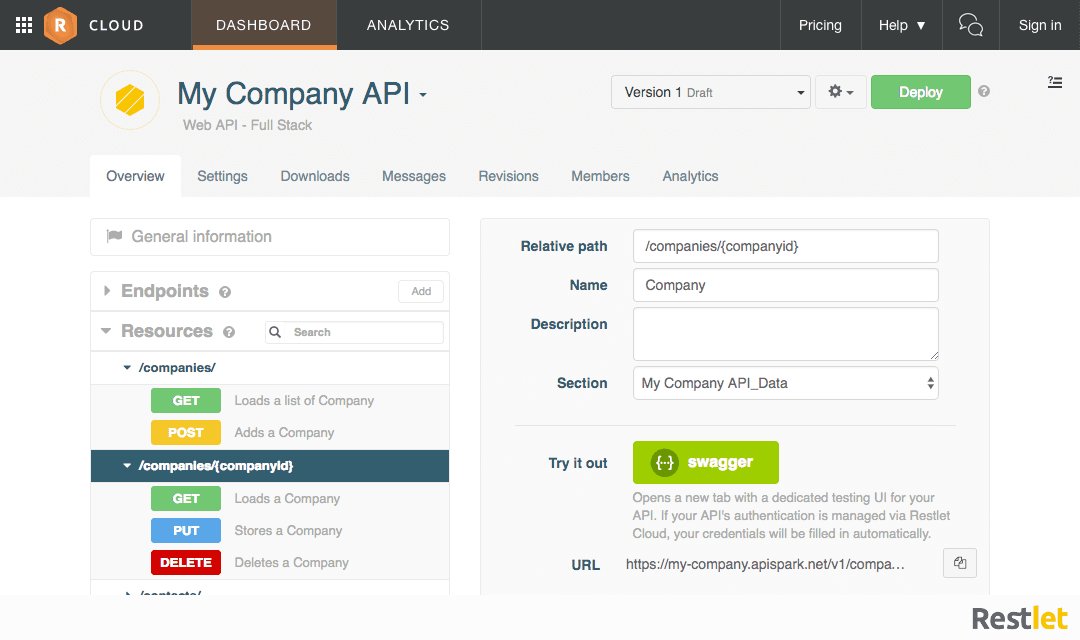 R CLOUD DASHBOARD ANALYTICS Pricing Help ▼ Sign in
My Company API
Web API - Full Stack
Version 1 Draft
Deploy
Overview Settings Downloads Messages Revisions Members Analytics
General information
Endpoints Add
Resources Search
/companies/
GET Loads a list of Company
POST Adds a Company
/companies/{companyid}
GET Loads a Company
PUT Stores a Company
DELETE Deletes a Company
Relative path /companies/{companyid}
Name Company
Description
Section My Company API_Data
Try it out {··} swagger
Opens a new tab with a dedicated testing UI for your
API. If your API's authentication is managed via Restlet
Cloud, your credentials will be filled in automatically.
URL https://my-company.apispark.net/v1/compa…
Restlet